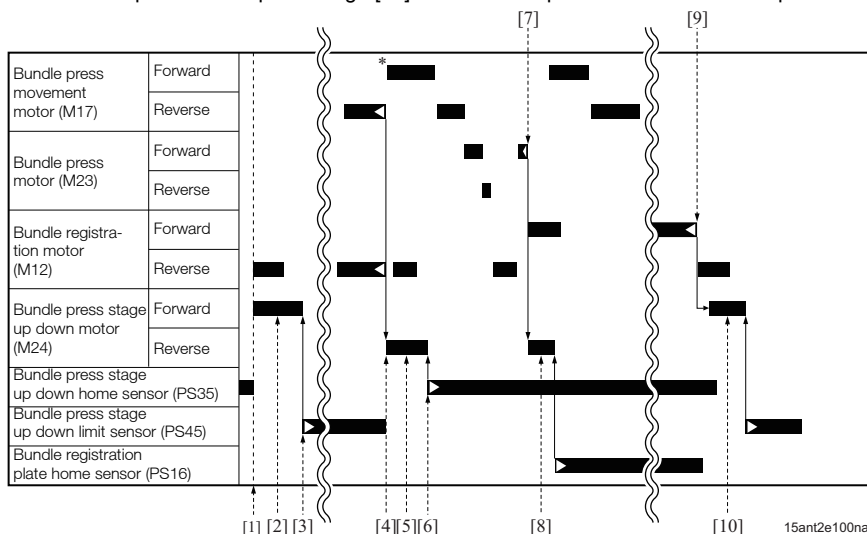 [7] [9]
Bundle press
movement
motor (M17)
Forward
*
Reverse
Bundle press
motor (M23)
Forward
Reverse
Bundle registra-
tion motor
(M12)
Forward
Reverse
Bundle press stage
up down motor
(M24)
Forward
Reverse
Bundle press stage
up down home sensor (PS35)
Bundle press stage
up down limit sensor (PS45)
Bundle registration
plate home sensor (PS16)
[1] [2] [3] [4][5][6] [8] [10] 15ant2e100na